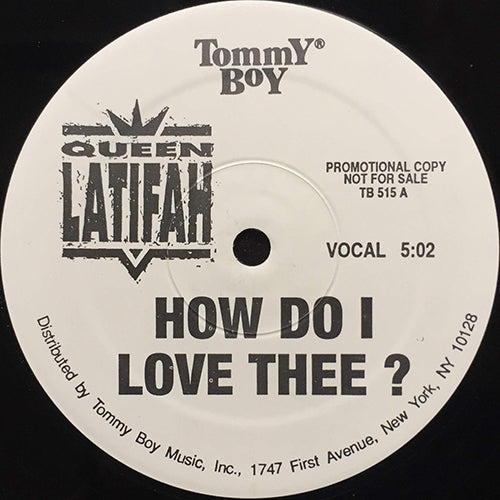 Tommy® Boy
QUEEN
LATIFAH
PROMOTIONAL COPY
NOT FOR SALE
TB 515 A
VOCAL 5:02
HOW DO I
LOVE THEE ?
Distributed by Tommy Boy Music, Inc., 1747 First Avenue, New York, NY 10128